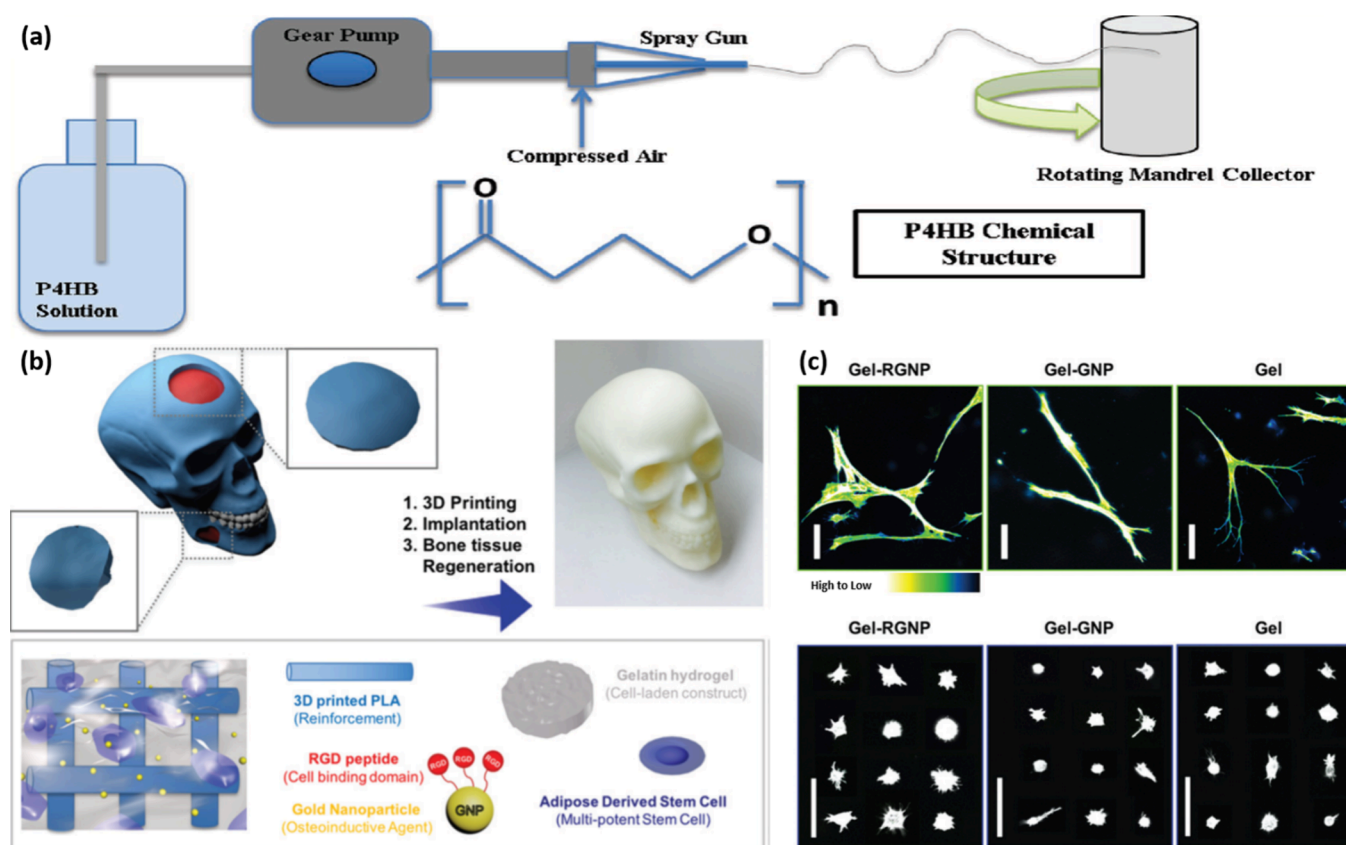 (a)
Gear Pump
Spray Gun
Compressed Air
Rotating Mandrel Collector
P4HB
Solution
O
O
n
P4HB Chemical
Structure
(b)
1. 3D Printing
2. Implantation
3. Bone tissue
Regeneration
3D printed PLA
(Reinforcement)
RGD peptide
(Cell binding domain)
Gold Nanoparticle
(Osteoinductive Agent)
RGD
RGD
RGD
GNP
Gelatin hydrogel
(Cell-laden construct)
Adipose Derived Stem Cell
(Multi-potent Stem Cell)
(c)
Gel-RGNP
Gel-GNP
Gel
High to Low
Gel-RGNP
Gel-GNP
Gel